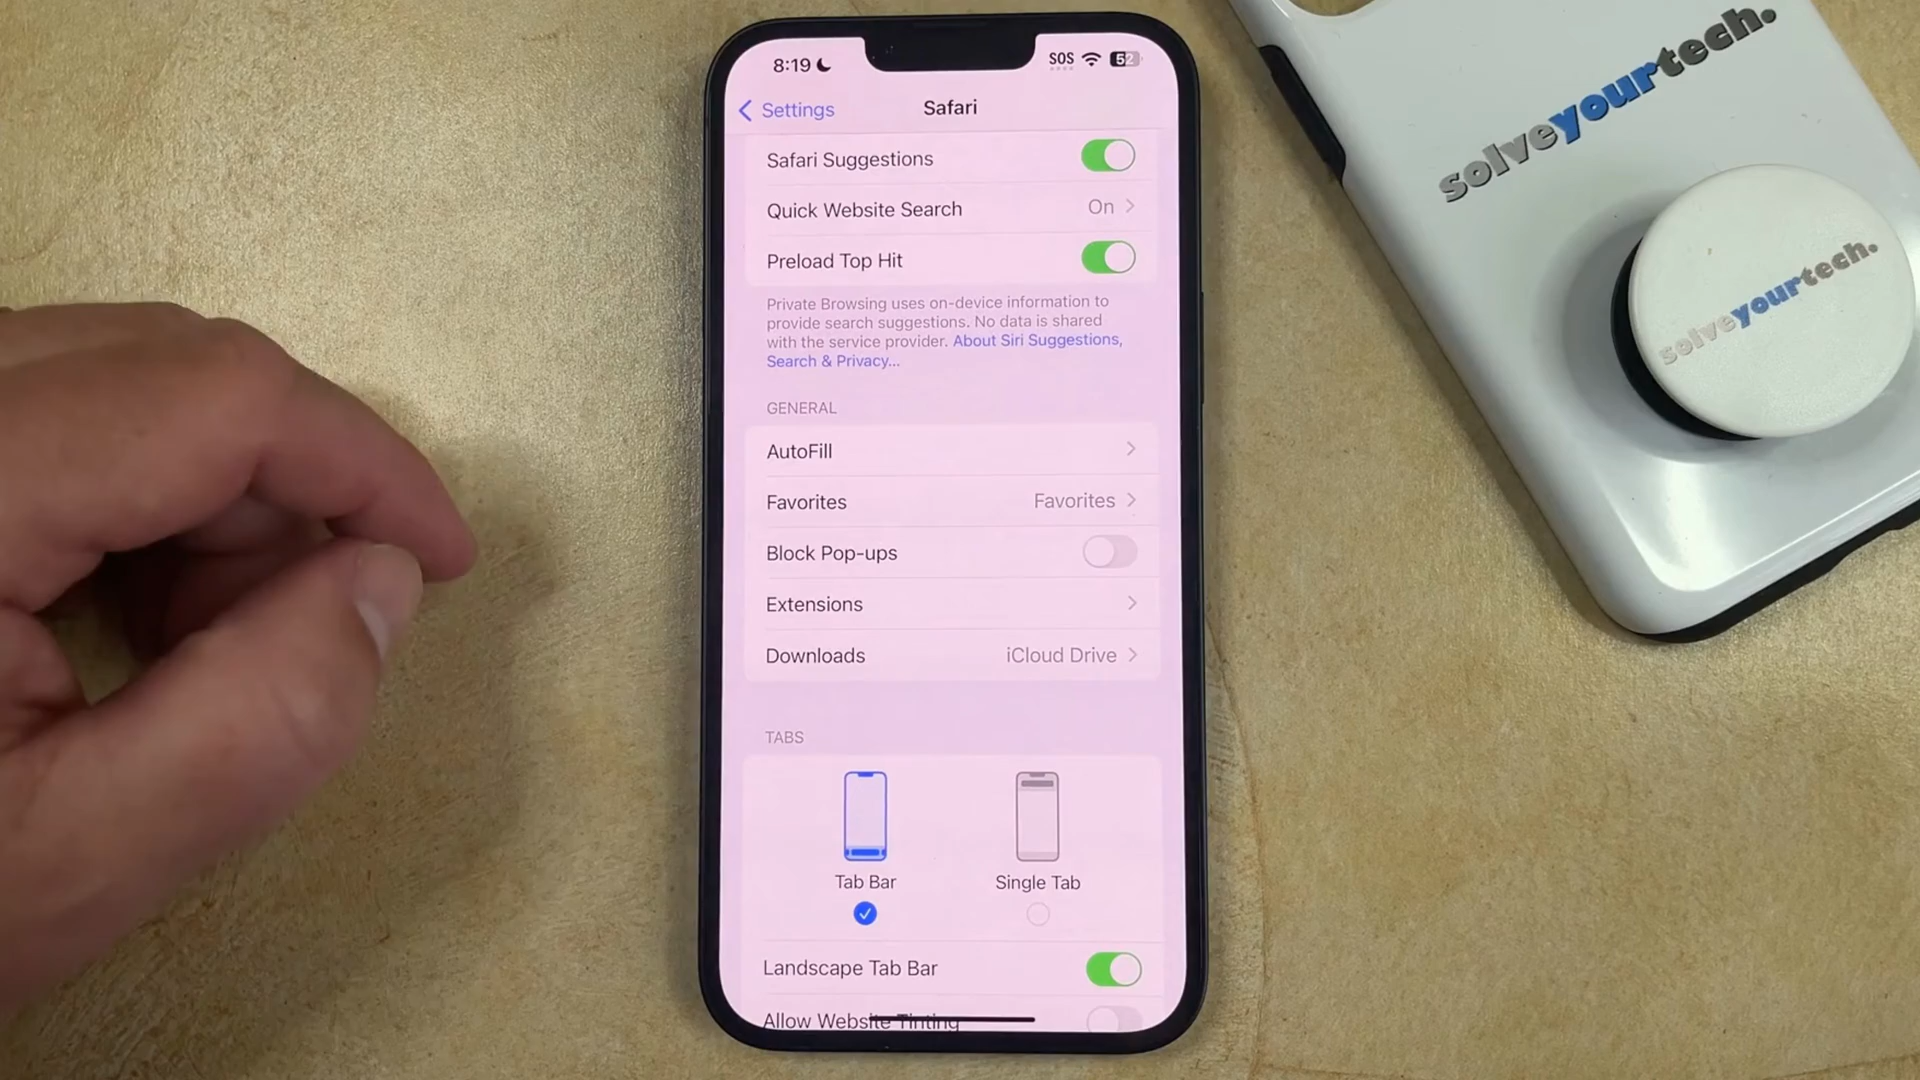 8:19
SOS
52
Settings
Safari
Safari Suggestions
Quick Website Search
On
Preload Top Hit
Private Browsing uses on-device information to
provide search suggestions. No data is shared
with the service provider. About Siri Suggestions,
Search & Privacy...
GENERAL
AutoFill
Favorites
Favorites
Block Pop-ups
Extensions
Downloads
iCloud Drive
TABS
Tab Bar
Single Tab
Landscape Tab Bar
Allow Website Tinting
solveyourtech.
solveyourtech.